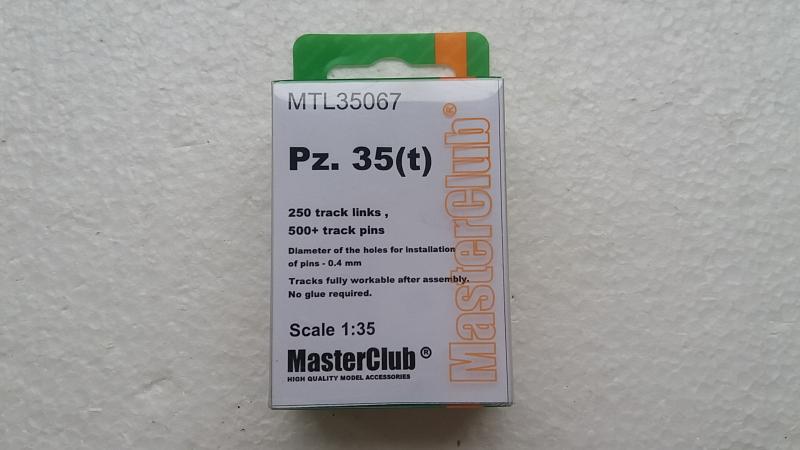 MTL35067
Pz. 35(t)
250 track links ,
500+ track pins
Diameter of the holes for installation
of pins - 0.4 mm
Tracks fully workable after assembly.
No glue required.
Scale 1:35
MasterClub ®
HIGH QUALITY MODEL ACCESSORIES
MasterClub®